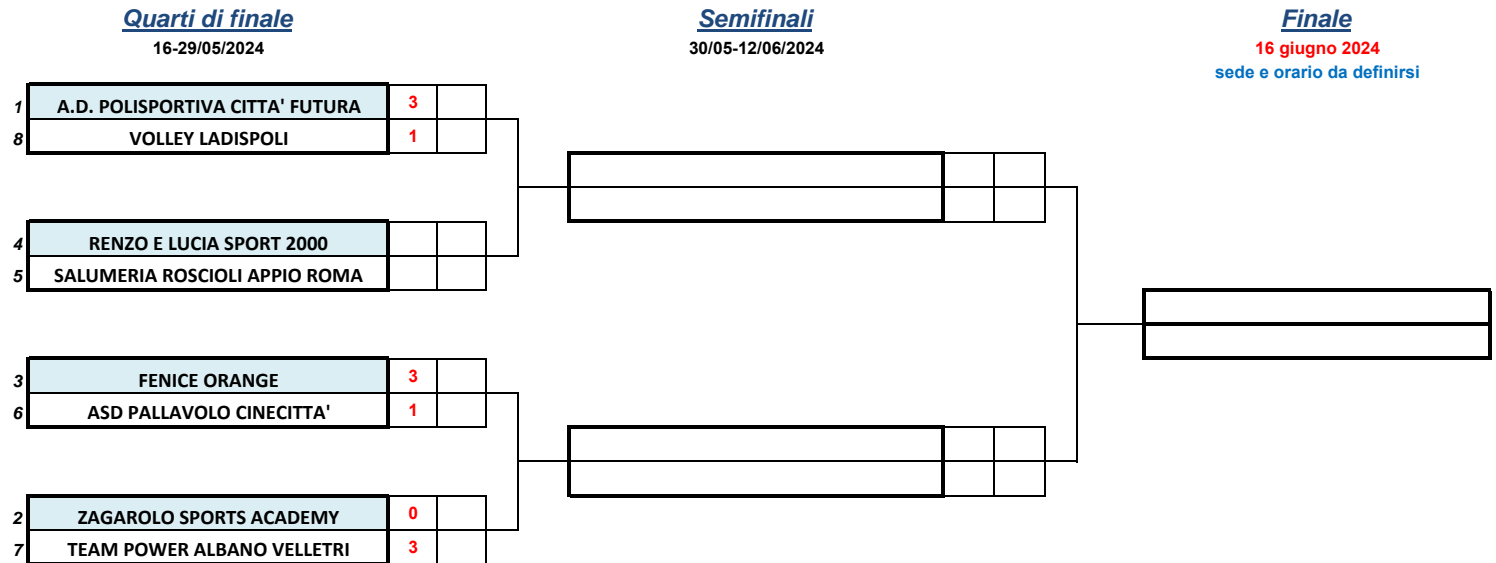 Quarti di finale
16-29/05/2024
Semifinali
30/05-12/06/2024
Finale
16 giugno 2024
sede e orario da definirsi
1 A.D. POLISPORTIVA CITTA' FUTURA 3
8 VOLLEY LADISPOLI 1
4 RENZO E LUCIA SPORT 2000
5 SALUMERIA ROSCIOLI APPIO ROMA
3 FENICE ORANGE 3
6 ASD PALLAVOLO CINECITTA' 1
2 ZAGAROLO SPORTS ACADEMY 0
7 TEAM POWER ALBANO VELLETRI 3